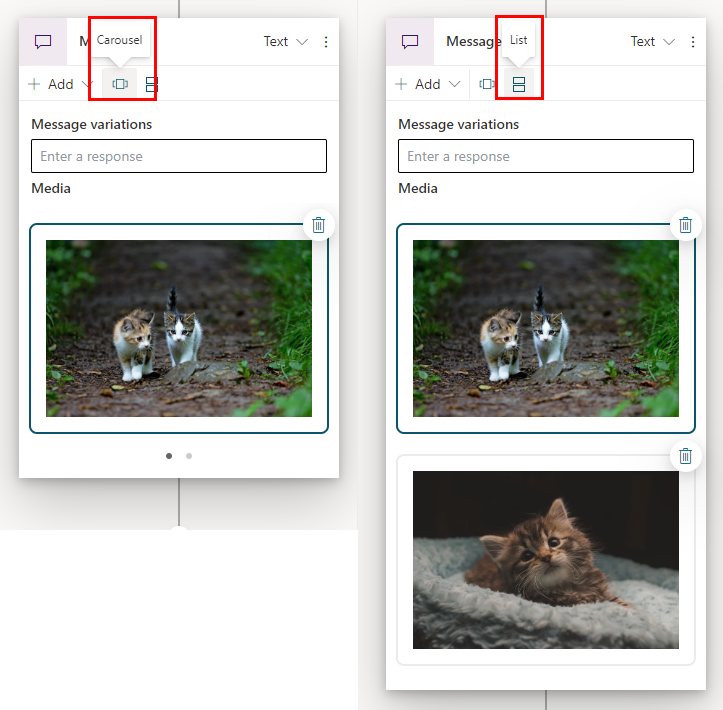 Carousel
M
Text
Add
Message variations
Enter a response
Media
List
Message
Text
Add
Message variations
Enter a response
Media